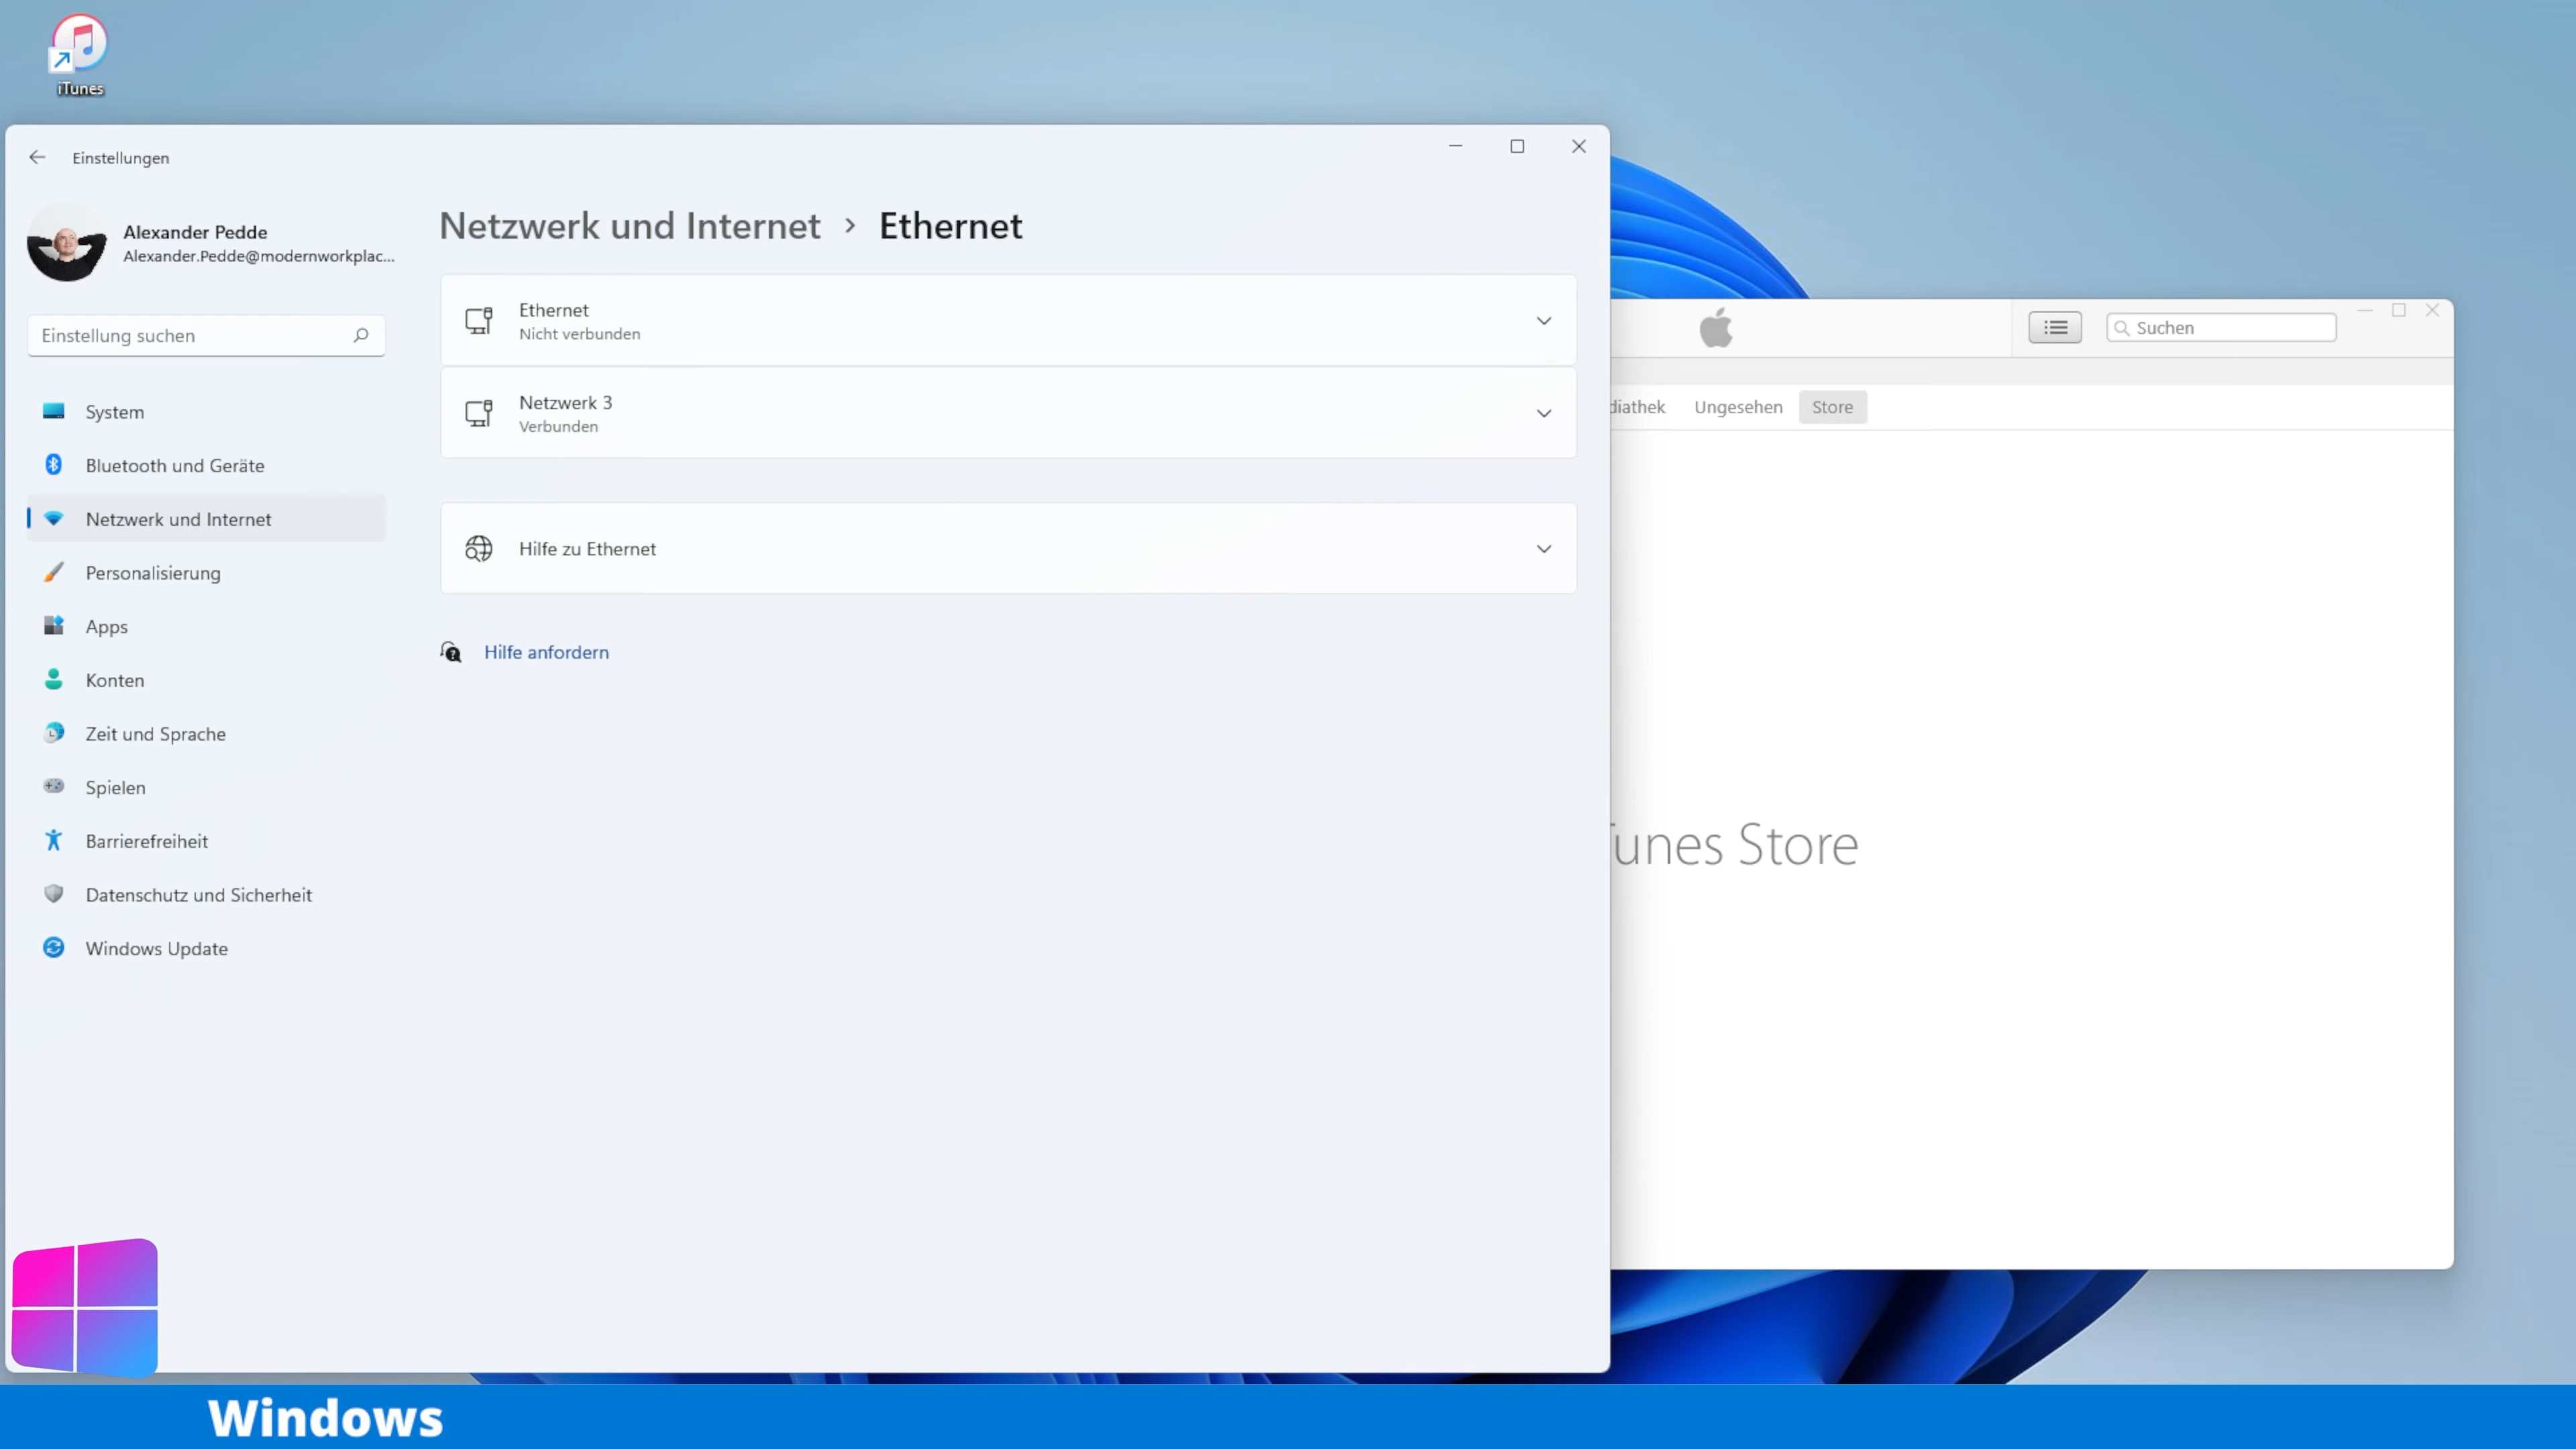 iTunes
Einstellungen
Alexander Pedde
Alexander.Pedde@modernworkplac...
Einstellung suchen
System
Bluetooth und Geräte
Netzwerk und Internet
Personalisierung
Apps
Konten
Zeit und Sprache
Spielen
Barrierefreiheit
Datenschutz und Sicherheit
Windows Update
Netzwerk und Internet › Ethernet
Ethernet
Nicht verbunden
Netzwerk 3
Verbunden
Hilfe zu Ethernet
Hilfe anfordern
Suchen
diathek Ungesehen Store
Tunes Store
Windows